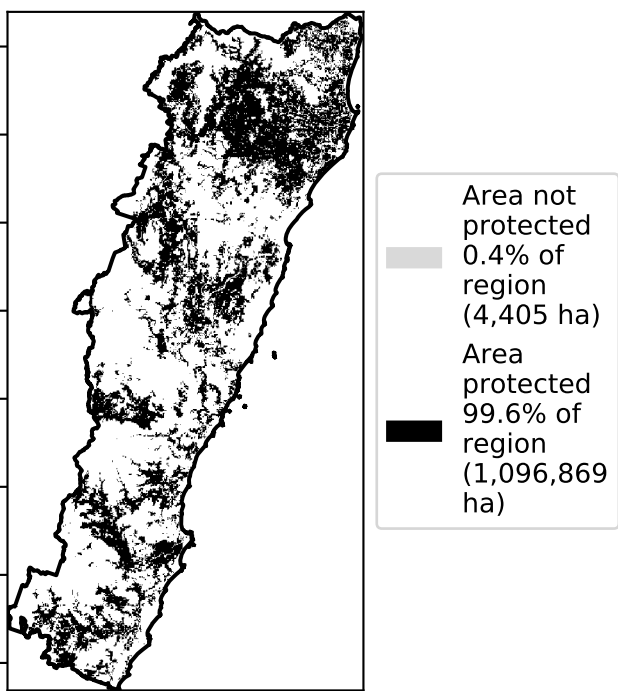 Area not
protected
0.4% of
region
(4,405 ha)
Area
protected
99.6% of
region
(1,096,869
ha)